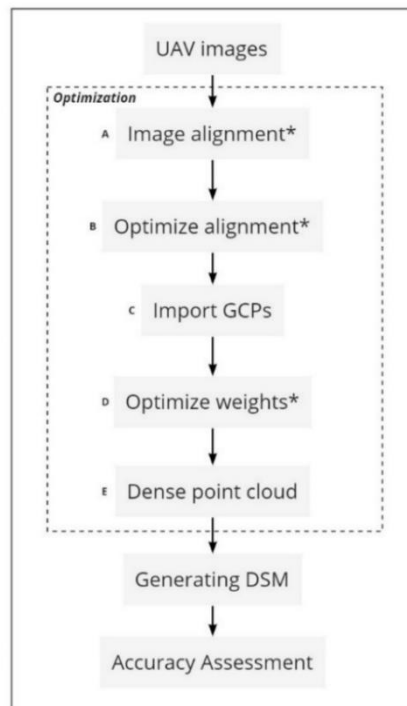 UAV images
Optimization
A Image alignment*
B Optimize alignment*
C Import GCPs
D Optimize weights*
E Dense point cloud
Generating DSM
Accuracy Assessment